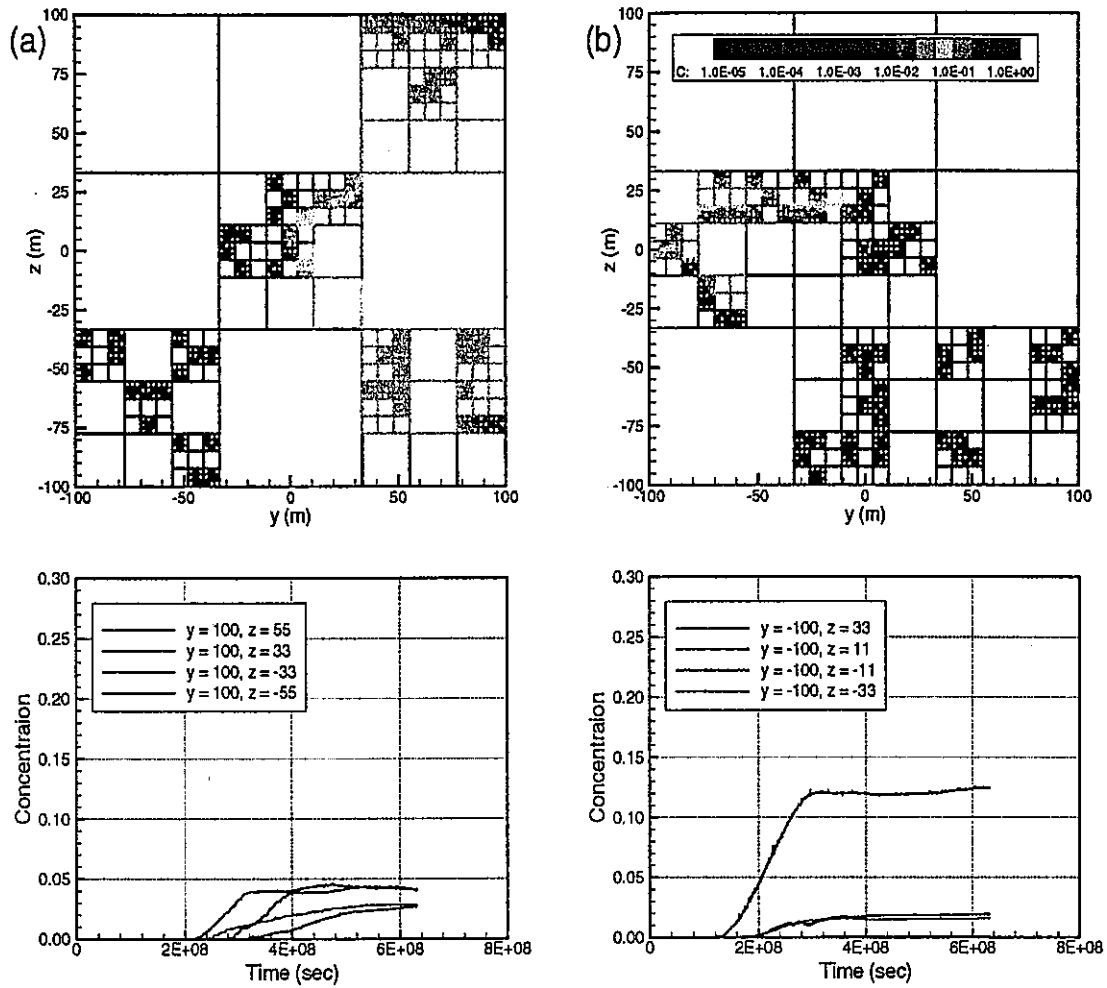 (a)
100
75
50
25
0
-25
-50
-75
-100
z (m)
-100
-50
0
50
100
y (m)
(b)
100
75
50
25
0
-25
-50
-75
-100
z (m)
C: 1.0E-05 1.0E-04 1.0E-03 1.0E-02 1.0E-01 1.0E+00
-100
-50
0
50
100
y (m)
0.30
0.25
0.20
0.15
0.10
0.05
0.00
Concentraion
y = 100, z = 55
y = 100, z = 33
y = 100, z = -33
y = 100, z = -55
0
2E+08
4E+08
6E+08
8E+08
Time (sec)
0.30
0.25
0.20
0.15
0.10
0.05
0.00
Concentraion
y = -100, z = 33
y = -100, z = 11
y = -100, z = -11
y = -100, z = -33
0
2E+08
4E+08
6E+08
8E+08
Time (sec)